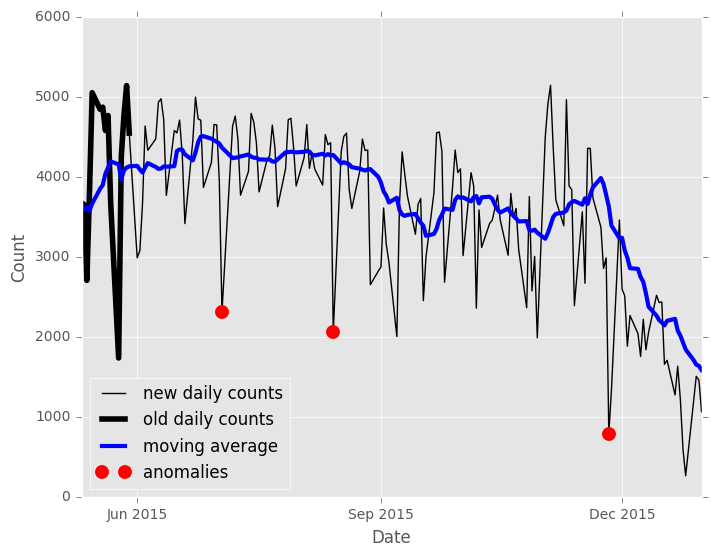 6000
5000
4000
3000
2000
1000
0
Count
new daily counts
old daily counts
moving average
anomalies
Jun 2015
Sep 2015
Dec 2015
Date